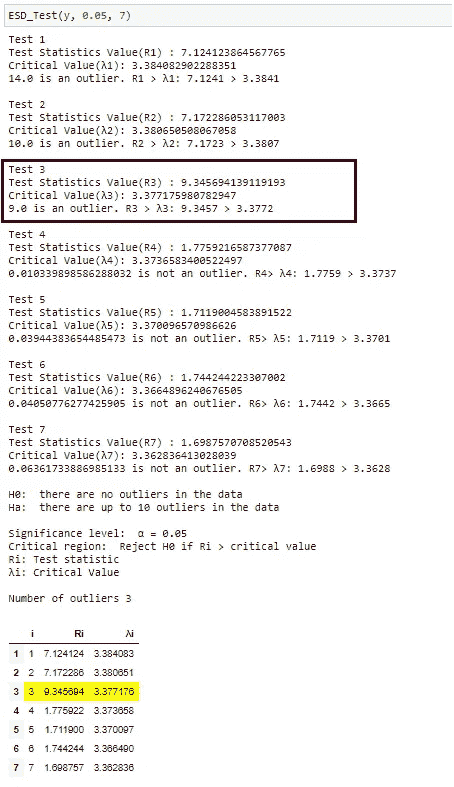 ESD_Test(y, 0.05, 7)
Test 1
Test Statistics Value(R1) : 7.124123864567765
Critical Value(λ1): 3.384082902288351
14.0 is an outlier. R1 > λ1: 7.1241 > 3.3841
Test 2
Test Statistics Value(R2) : 7.172286053117003
Critical Value(λ2): 3.380650508067058
10.0 is an outlier. R2 > λ2: 7.1723 > 3.3807
Test 3
Test Statistics Value(R3) : 9.345694139119193
Critical Value(λ3): 3.377175980782947
9.0 is an outlier. R3 > λ3: 9.3457 > 3.3772
Test 4
Test Statistics Value(R4) : 1.7759216587377087
Critical Value(λ4): 3.3736583400522497
0.010339898586288032 is not an outlier. R4> λ4: 1.7759 > 3.3737
Test 5
Test Statistics Value(R5) : 1.7119004583891522
Critical Value(λ5): 3.370096570986626
0.03944383654485473 is not an outlier. R5> λ5: 1.7119 > 3.3701
Test 6
Test Statistics Value(R6) : 1.744244223307002
Critical Value(λ6): 3.3664896240676505
0.04050776277425905 is not an outlier. R6> λ6: 1.7442 > 3.3665
Test 7
Test Statistics Value(R7) : 1.6987570708520543
Critical Value(λ7): 3.362836413028039
0.06361733886985133 is not an outlier. R7> λ7: 1.6988 > 3.3628
H0:  there are no outliers in the data
Ha:  there are up to 10 outliers in the data
Significance level:  α = 0.05
Critical region:  Reject H0 if Ri > critical value
Ri: Test statistic
λi: Critical Value
Number of outliers 3
i Ri λi
1 1 7.124124 3.384083
2 2 7.172286 3.380651
3 3 9.345694 3.377176
4 4 1.775922 3.373658
5 5 1.711900 3.370097
6 6 1.744244 3.366490
7 7 1.698757 3.362836